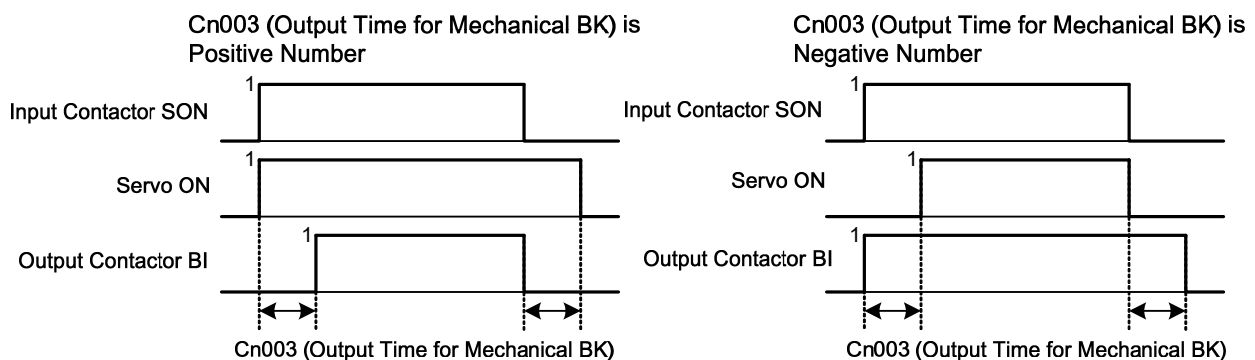 Cn003 (Output Time for Mechanical BK) is
Positive Number
1
Input Contactor SON
1
Servo ON
1
Output Contactor BI
Cn003 (Output Time for Mechanical BK)
Cn003 (Output Time for Mechanical BK) is
Negative Number
1
Input Contactor SON
1
Servo ON
1
Output Contactor BI
Cn003 (Output Time for Mechanical BK)